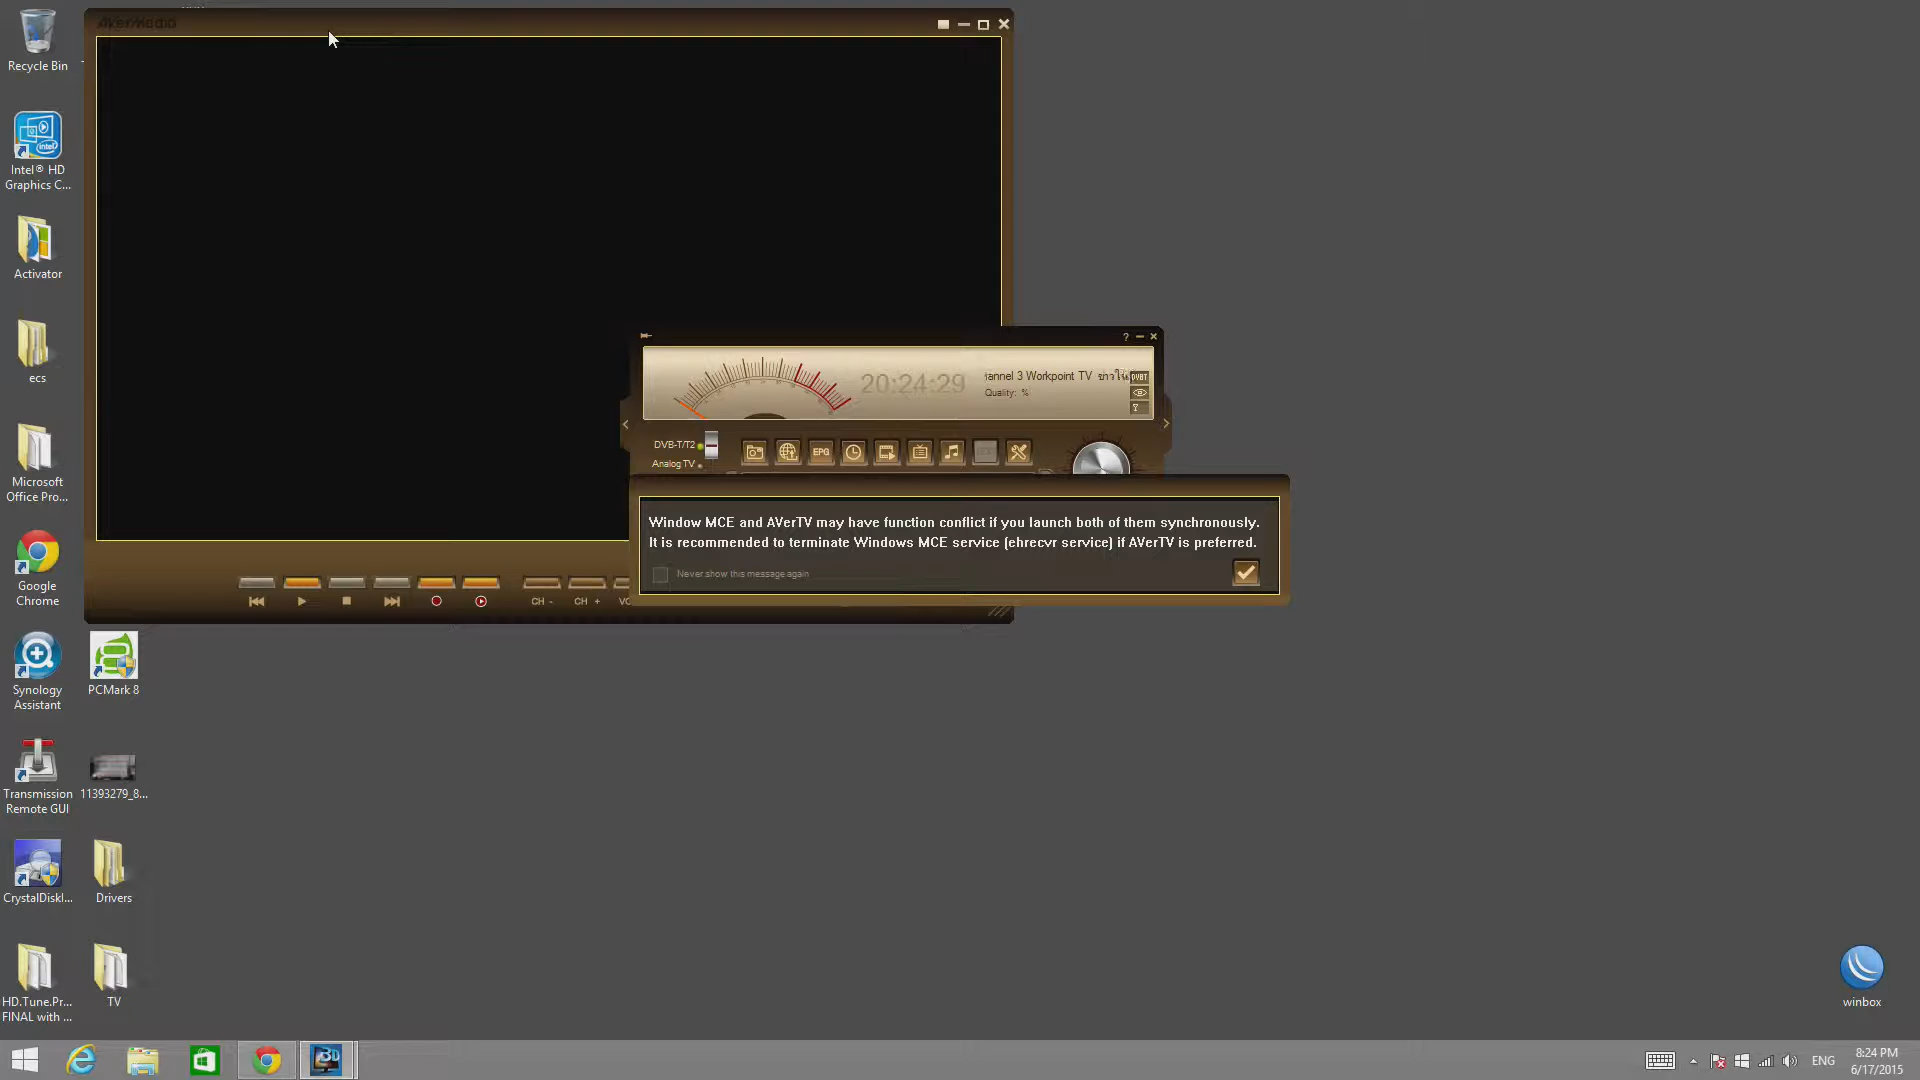 Recycle Bin
Intel® HD
Graphics C...
Activator
ecs
Microsoft
Office Pro...
Google
Chrome
Synology
Assistant
PCMark 8
Transmission
Remote GUI
11393279_8...
CrystalDiskI...
Drivers
HD.Tune.Pr...
FINAL with ...
TV
AVerMedia
20:24:29
annel 3 Workpoint TV
DVBT
Quality: %
DVB-T/T2
Analog TV
EPG
Window MCE and AVerTV may have function conflict if you launch both of them synchronously.
It is recommended to terminate Windows MCE service (ehrecvr service) if AVerTV is preferred.
Never show this message again
CH -
CH +
winbox
ENG
8:24 PM
6/17/2015